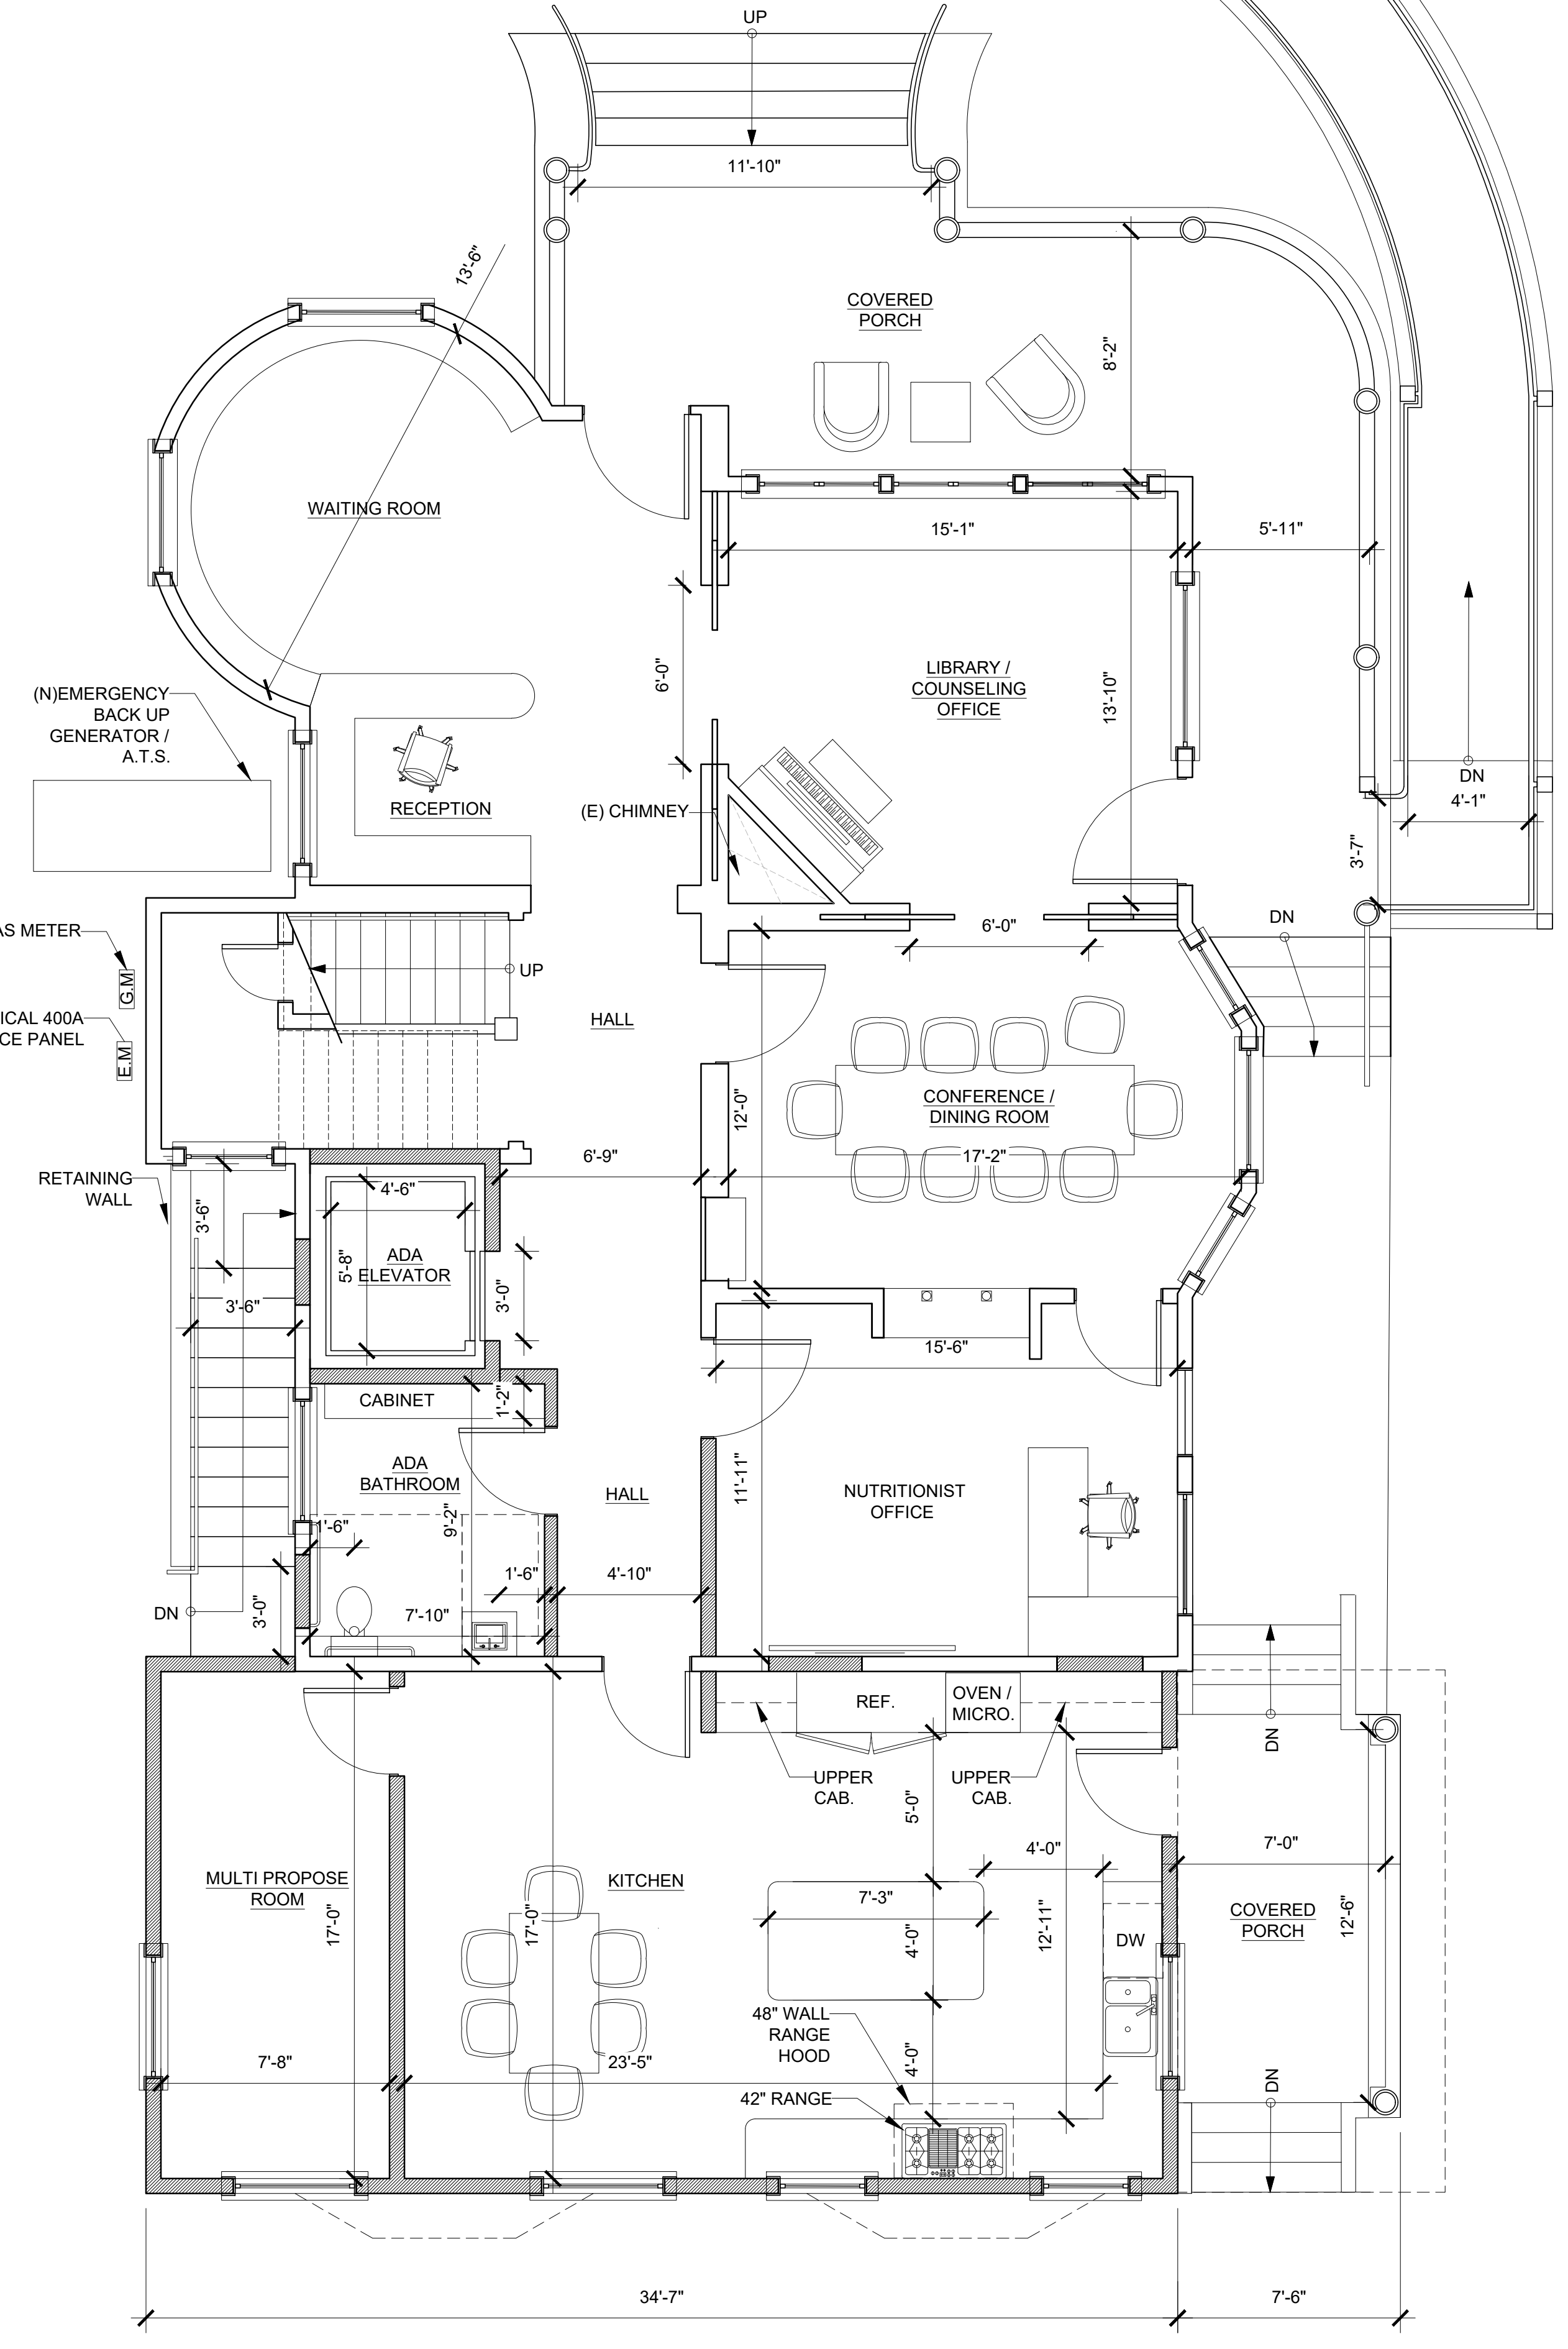 UP
11'-10"
13'-6"
COVERED
PORCH
8'-2"
WAITING ROOM
15'-1"
5'-11"
(N)EMERGENCY
BACK UP
GENERATOR /
A.T.S.
6'-0"
LIBRARY /
COUNSELING
OFFICE
13'-10"
DN
4'-1"
RECEPTION
(E) CHIMNEY
3'-7"
AS METER
G.M
UP
6'-0"
DN
ICAL 400A
CE PANEL
E.M
HALL
CONFERENCE /
DINING ROOM
12'-0"
RETAINING
WALL
3'-6"
4'-6"
6'-9"
17'-2"
ADA
ELEVATOR
5'-8"
3'-0"
3'-6"
15'-6"
CABINET
1'-2"
ADA
BATHROOM
9'-2"
HALL
11'-11"
NUTRITIONIST
OFFICE
1'-6"
1'-6"
4'-10"
DN
3'-0"
7'-10"
REF.
OVEN /
MICRO.
DN
UPPER
CAB.
UPPER
CAB.
5'-0"
4'-0"
7'-0"
MULTI PROPOSE
ROOM
17'-0"
KITCHEN
17'-0"
7'-3"
4'-0"
12'-11"
DW
COVERED
PORCH
12'-6"
48" WALL
RANGE
HOOD
4'-0"
7'-8"
23'-5"
42" RANGE
DN
34'-7"
7'-6"